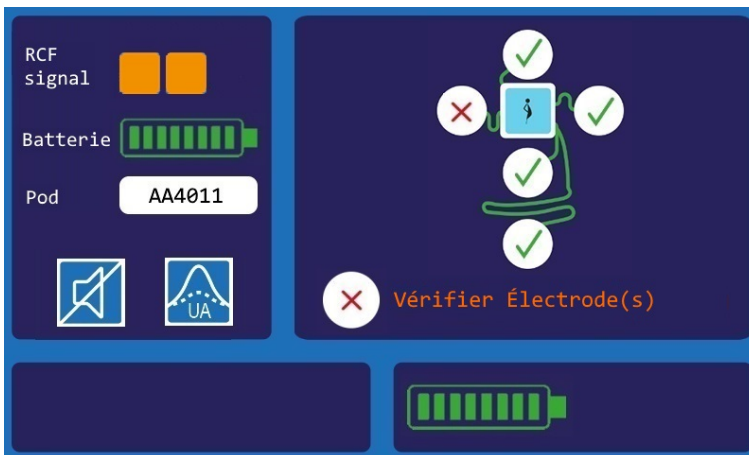 RCF
signal
Batterie
Pod
AA4011
UA
Vérifier Électrode(s)